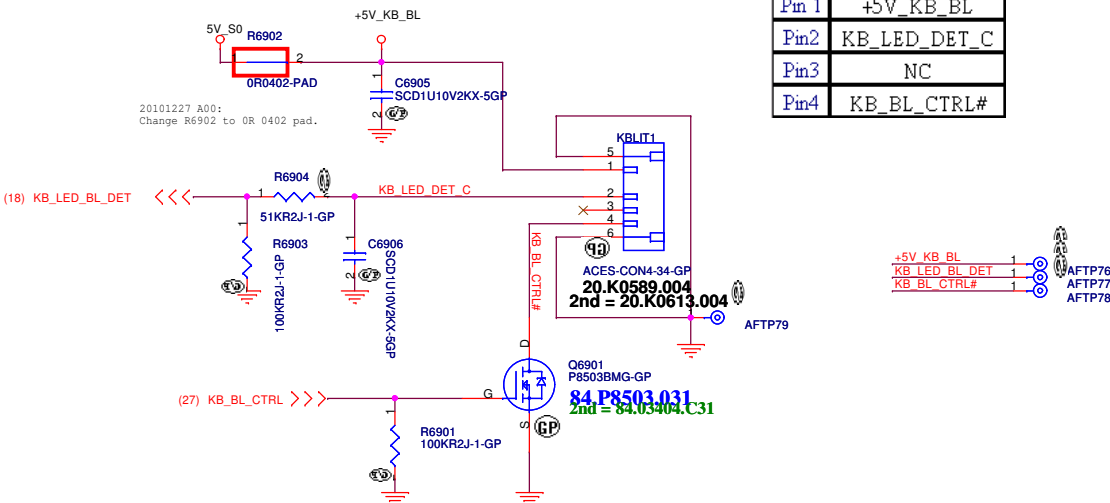 Pin 1 +5V_KB_BL
Pin2 KB_LED_DET_C
Pin3 NC
Pin4 KB_BL_CTRL#
5V_S0
R6902
+5V_KB_BL
1
2
0R0402-PAD
1
C6905
SCD1U10V2KX-5GP
2
20101227 A00:
Change R6902 to 0R 0402 pad.
KBLIT1
5
1
2
3
4
6
(18) KB_LED_BL_DET
1
R6904
51KR2J-1-GP
KB_LED_DET_C
1
R6903
100KR2J-1-GP
1
C6906
SCD1U10V2KX-5GP
2
KB_BL_CTRL#
GP
ACES-CON4-34-GP
20.K0589.004
2nd = 20.K0613.004
AFTP79
+5V_KB_BL 1 AFTP76
KB_LED_BL_DET 1 AFTP77
KB_BL_CTRL# 1 AFTP78
D
Q6901
P8503BMG-GP
84.P8503.031
2nd = 84.03404.C31
G
S
GP
(27) KB_BL_CTRL
1
R6901
100KR2J-1-GP